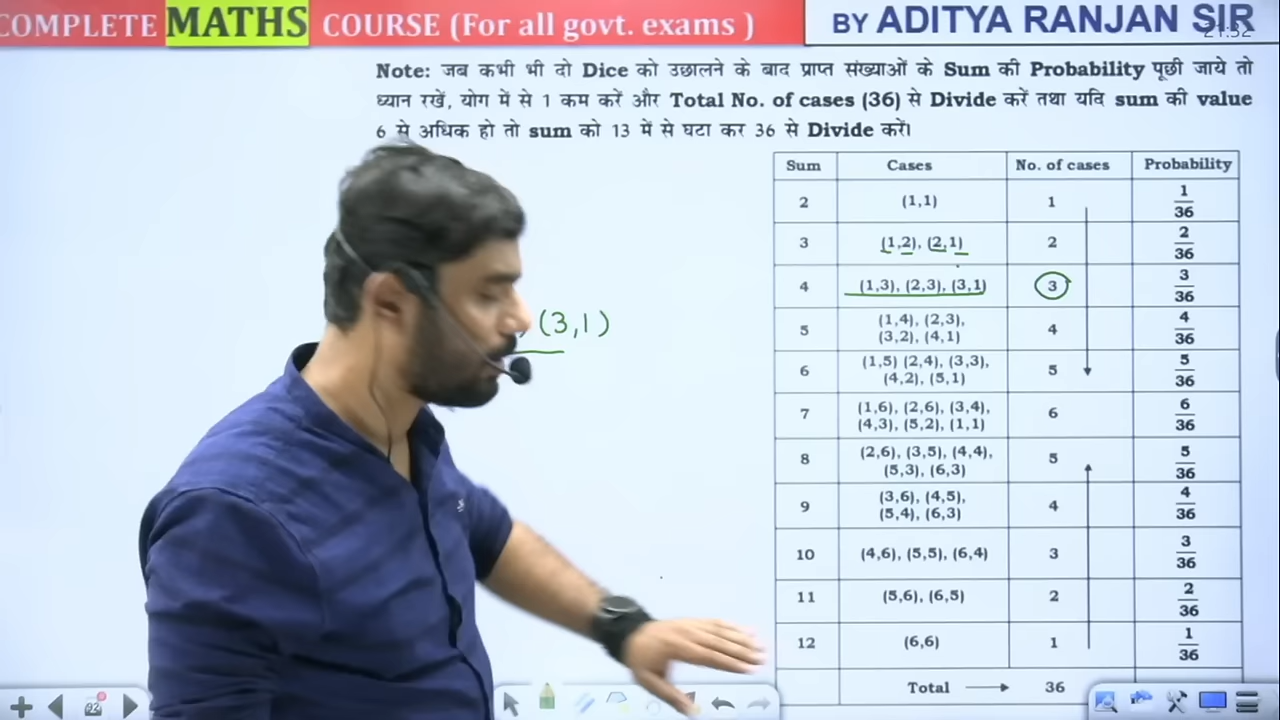 COMPLETE MATHS COURSE (For all govt. exams )
BY ADITYA RANJAN SIR
21:52
Note: जब कभी भी दो Dice को उछालने के बाद प्राप्त संख्याओं के Sum की Probability पूछी जाये तो
ध्यान रखें, योग में से 1 कम करें और Total No. of cases (36) से Divide करें तथा यदि sum की value
6 से अधिक हो तो sum को 13 में से घटा कर 36 से Divide करें।
Sum Cases No. of cases Probability
2 (1,1) 1 1/36
3 (1,2), (2,1) 2 2/36
4 (1,3), (2,3), (3,1) 3 3/36
5 (1,4), (2,3),
(3,2), (4,1) 4 4/36
6 (1,5) (2,4), (3,3),
(4,2), (5,1) 5 5/36
7 (1,6), (2,6), (3,4),
(4,3), (5,2), (1,1) 6 6/36
8 (2,6), (3,5), (4,4),
(5,3), (6,3) 5 5/36
9 (3,6), (4,5),
(5,4), (6,3) 4 4/36
10 (4,6), (5,5), (6,4) 3 3/36
11 (5,6), (6,5) 2 2/36
12 (6,6) 1 1/36
Total 36
, (3,1)